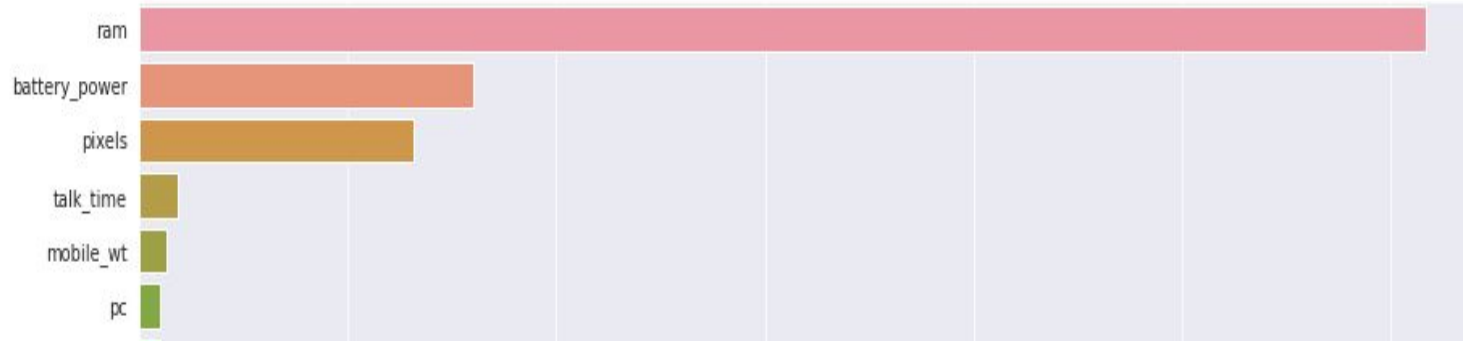 ram
battery_power
pixels
talk_time
mobile_wt
pc